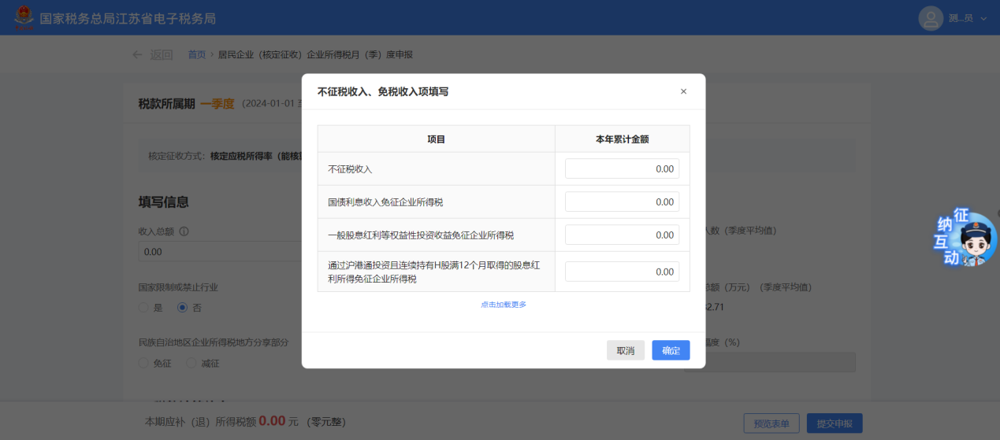 国家税务总局江苏省电子税务局
测...员
返回
首页 > 居民企业（核定征收）企业所得税月（季）度申报
税款所属期 一季度 (2024-01-01
核定征收方式：核定应税所得率（能核
填写信息
收入总额
0.00
国家限制或禁止行业
是 否
民族自治地区企业所得税地方分享部分
免征 减征
不征税收入、免税收入项填写
项目 本年累计金额
不征税收入 0.00
国债利息收入免征企业所得税 0.00
一般股息红利等权益性投资收益免征企业所得税 0.00
通过沪港通投资且连续持有H股满12个月取得的股息红
利所得免征企业所得税
0.00
点击加载更多
取消 确定
人数（季度平均值）
额（万元）（季度平均值）
2.71
幅度（%）
征
纳
互
动
本期应补（退）所得税额 0.00 元 （零元整）
预览表单 提交申报